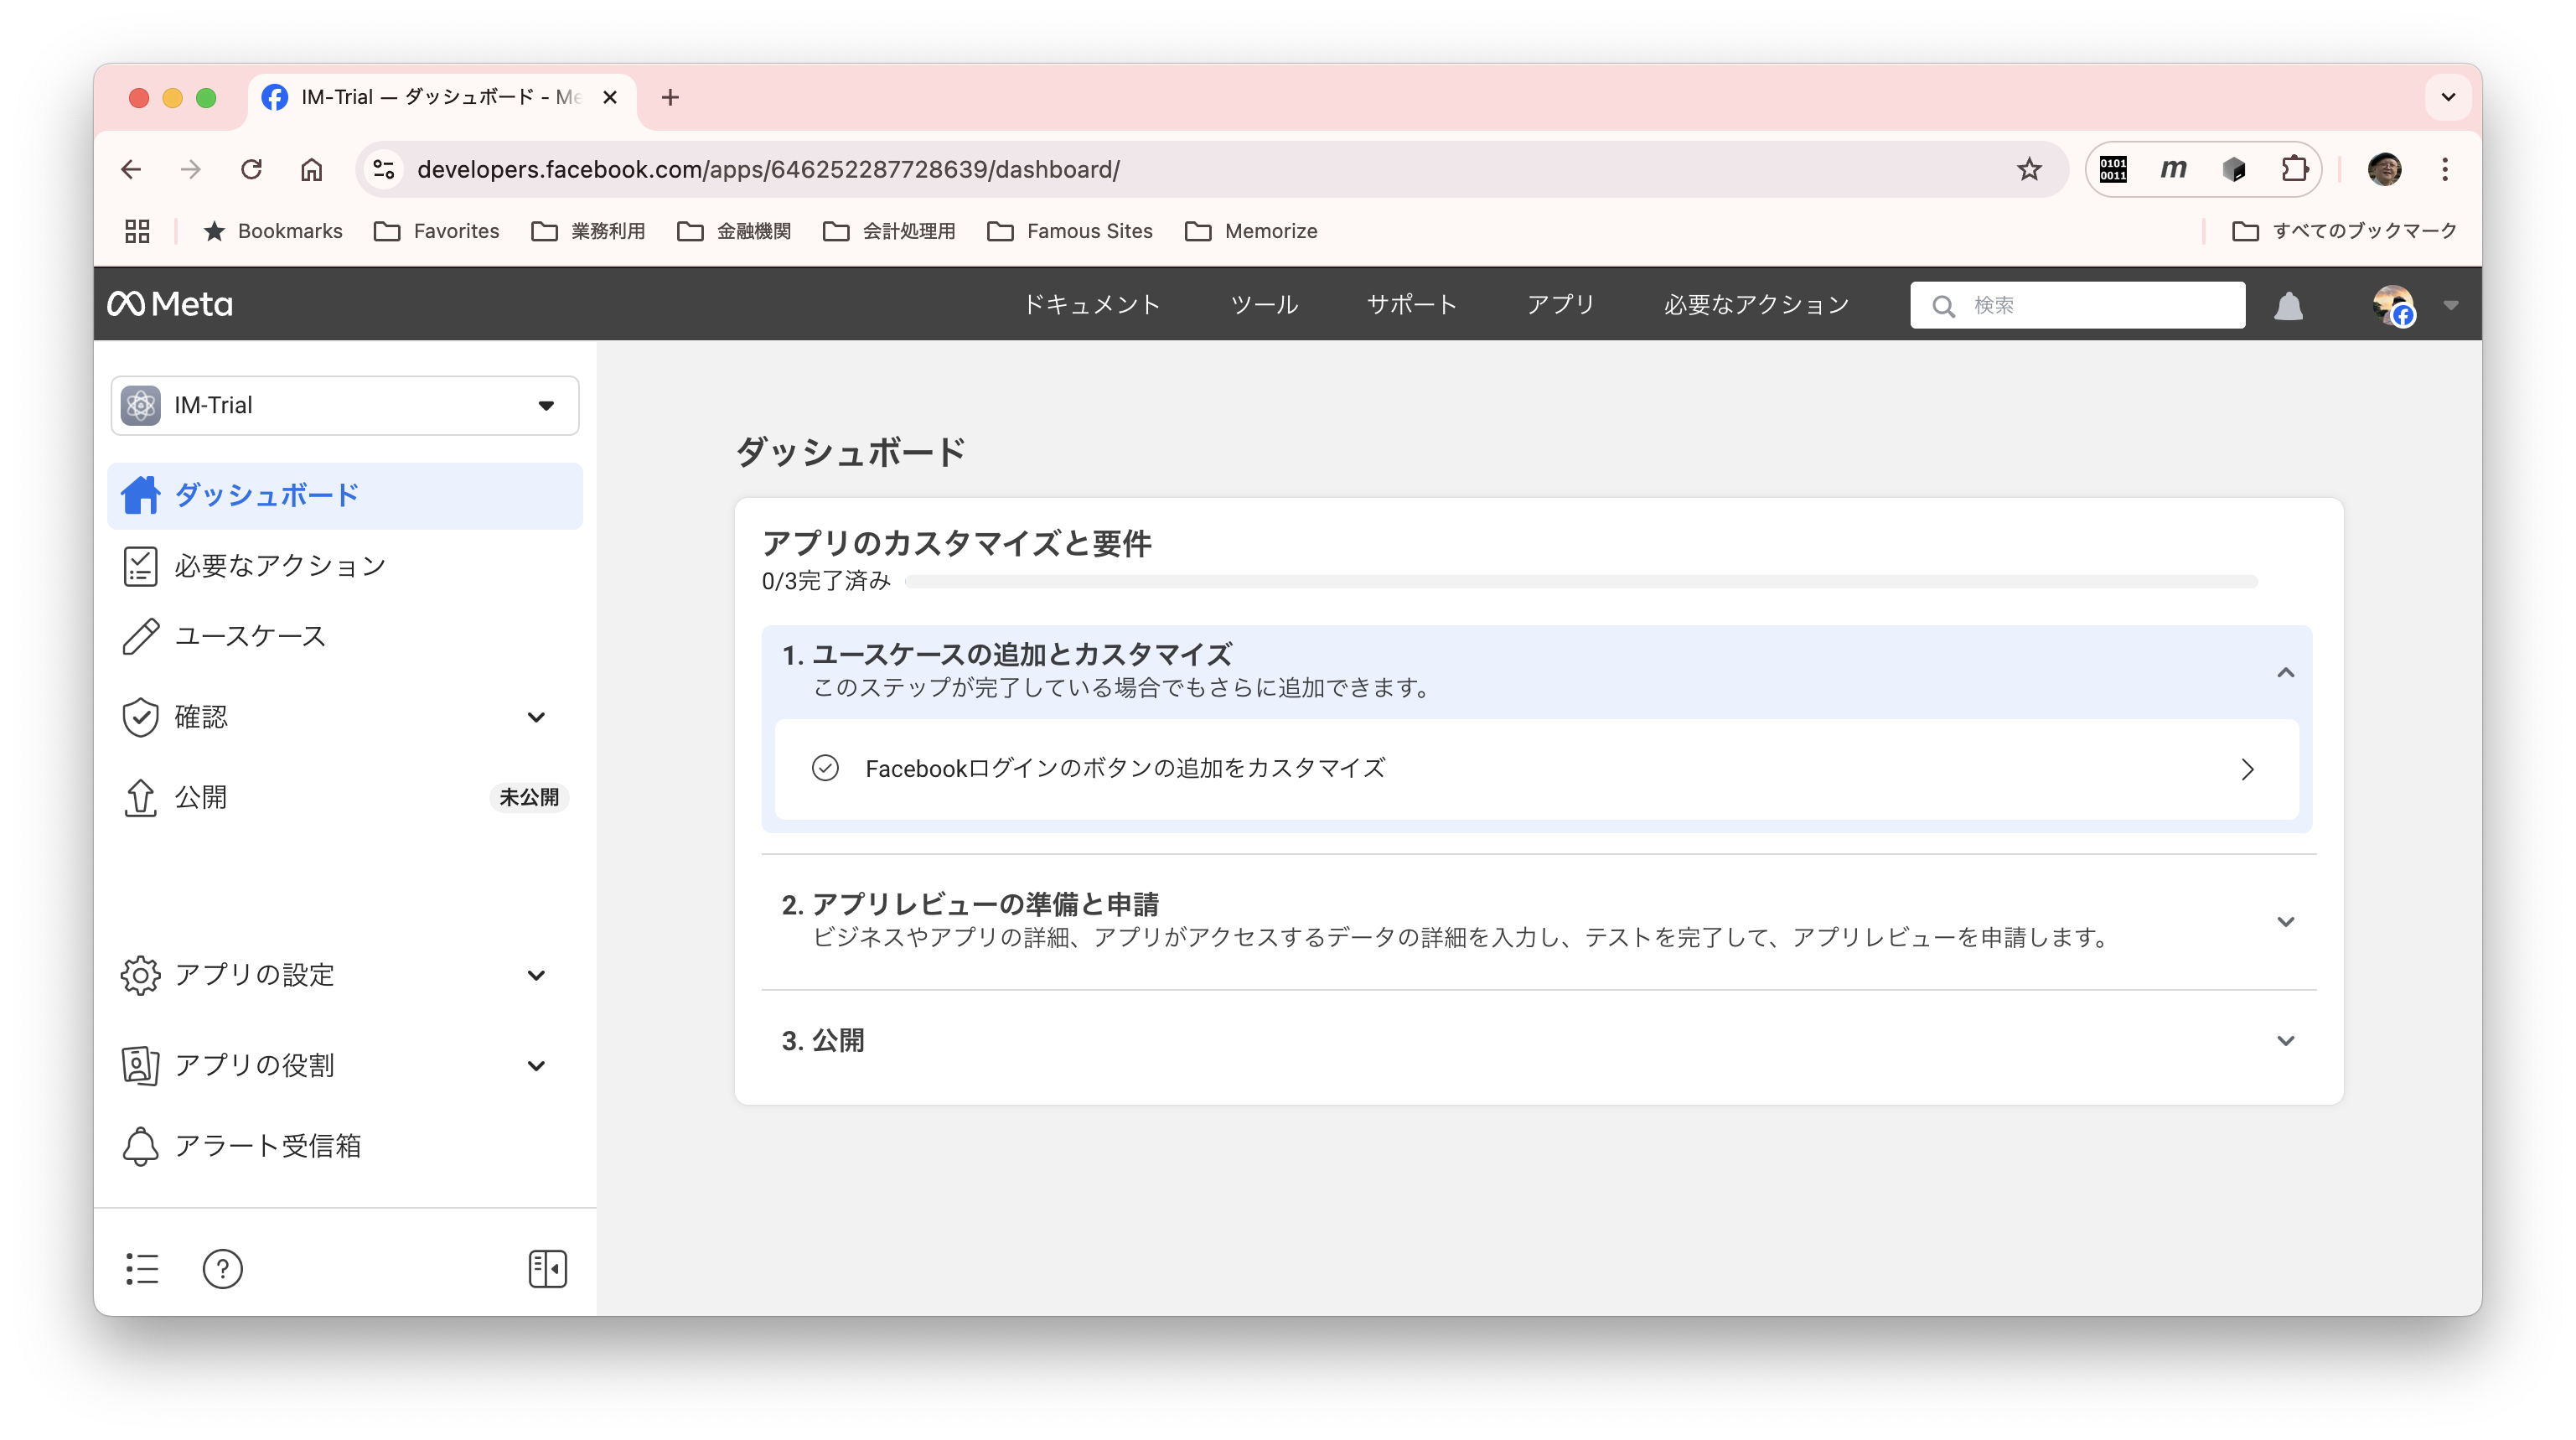 IM-Trial — ダッシュボード - Me
developers.facebook.com/apps/646252287728639/dashboard/
0101
0011
m
Bookmarks
Favorites
業務利用
金融機関
会計処理用
Famous Sites
Memorize
すべてのブックマーク
Meta
ドキュメント
ツール
サポート
アプリ
必要なアクション
検索
IM-Trial
ダッシュボード
必要なアクション
ユースケース
確認
公開
未公開
アプリの設定
アプリの役割
アラート受信箱
?
ダッシュボード
アプリのカスタマイズと要件
0/3完了済み
1. ユースケースの追加とカスタマイズ
このステップが完了している場合でもさらに追加できます。
Facebookログインのボタンの追加をカスタマイズ
2. アプリレビューの準備と申請
ビジネスやアプリの詳細、アプリがアクセスするデータの詳細を入力し、テストを完了して、アプリレビューを申請します。
3. 公開